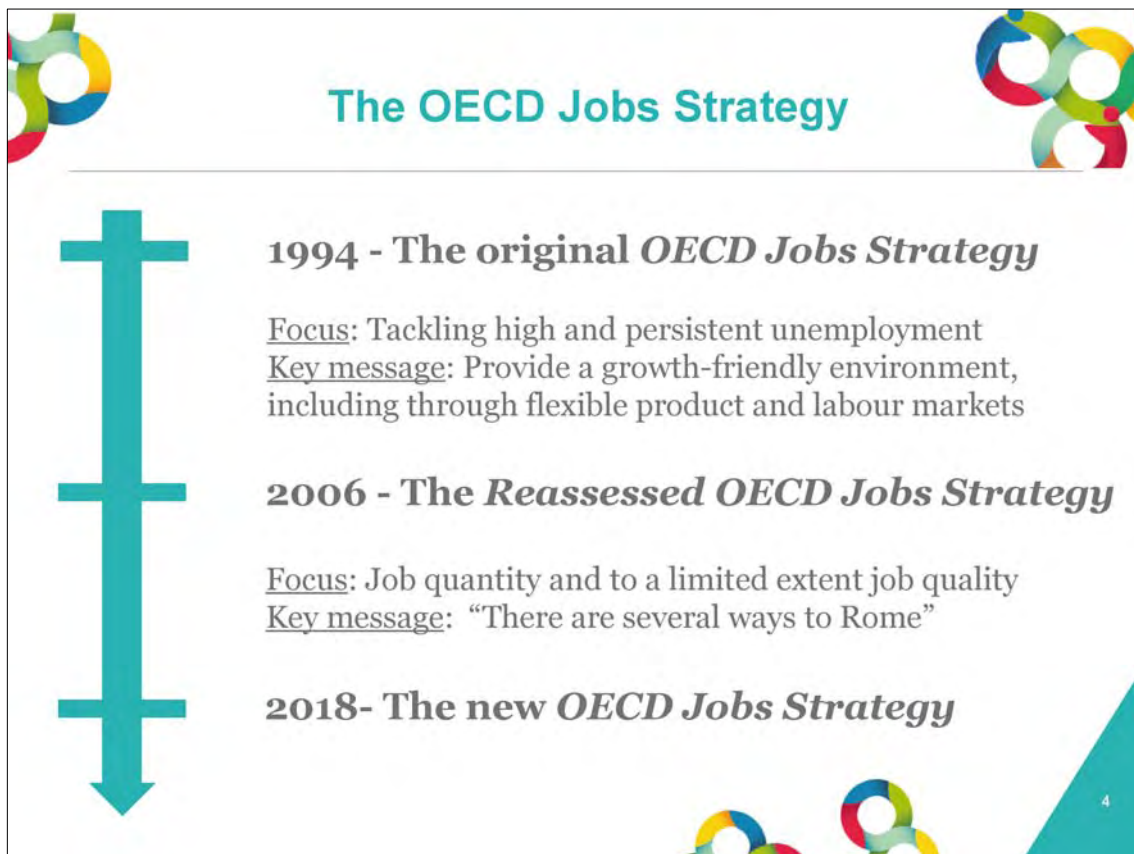 The OECD Jobs Strategy
1994 - The original OECD Jobs Strategy
Focus: Tackling high and persistent unemployment
Key message: Provide a growth-friendly environment,
including through flexible product and labour markets
2006 - The Reassessed OECD Jobs Strategy
Focus: Job quantity and to a limited extent job quality
Key message: “There are several ways to Rome”
2018- The new OECD Jobs Strategy
4